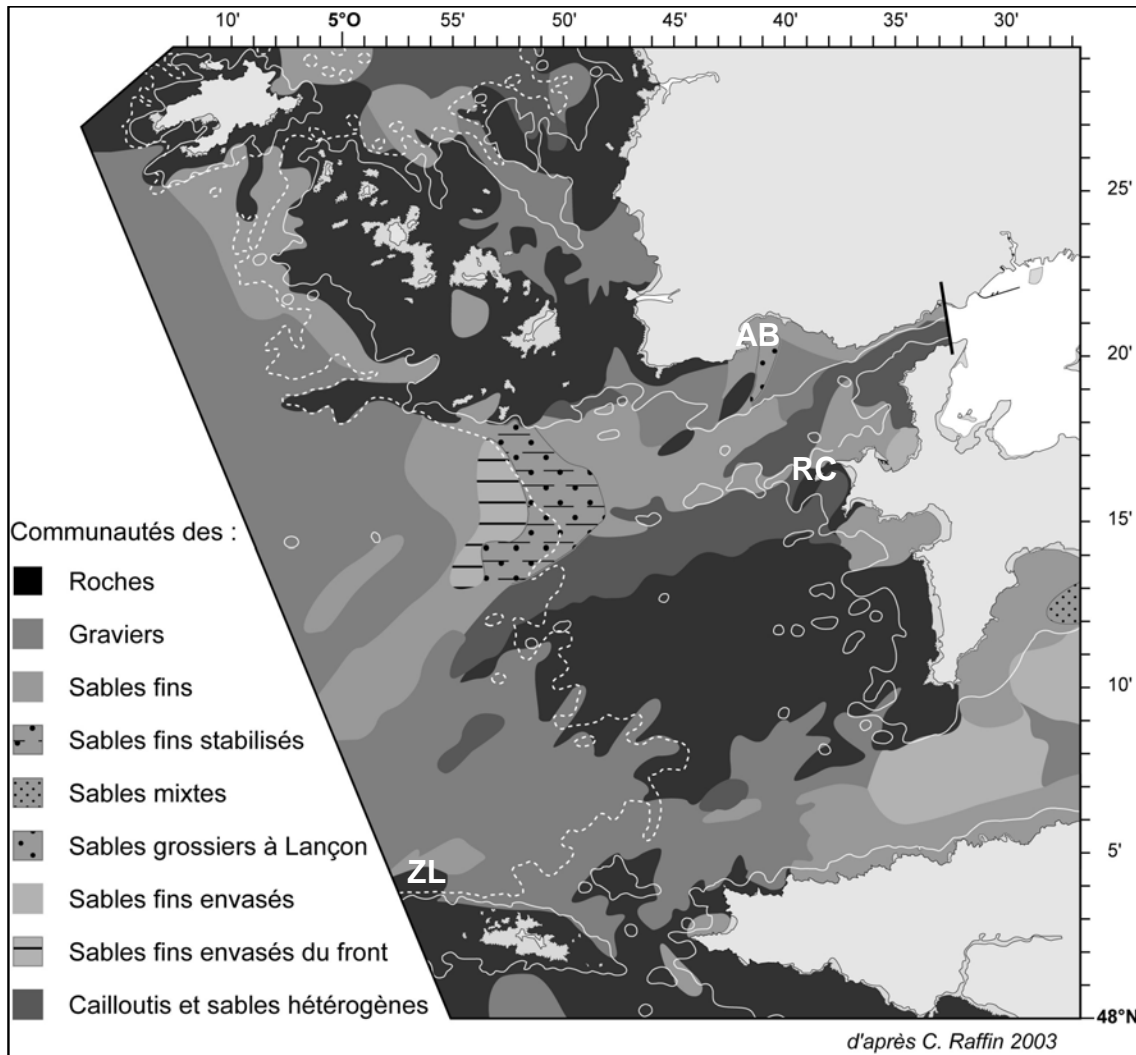 10' 5°O 55' 50' 45' 40' 35' 30'
25'
AB
20'
RC
15'
Communautés des :
Roches
Graviers
Sables fins
10'
Sables fins stabilisés
Sables mixtes
Sables grossiers à Lançon
5'
ZL
Sables fins envasés
Sables fins envasés du front
Cailloutis et sables hétérogènes
48°N
d'après C. Raffin 2003